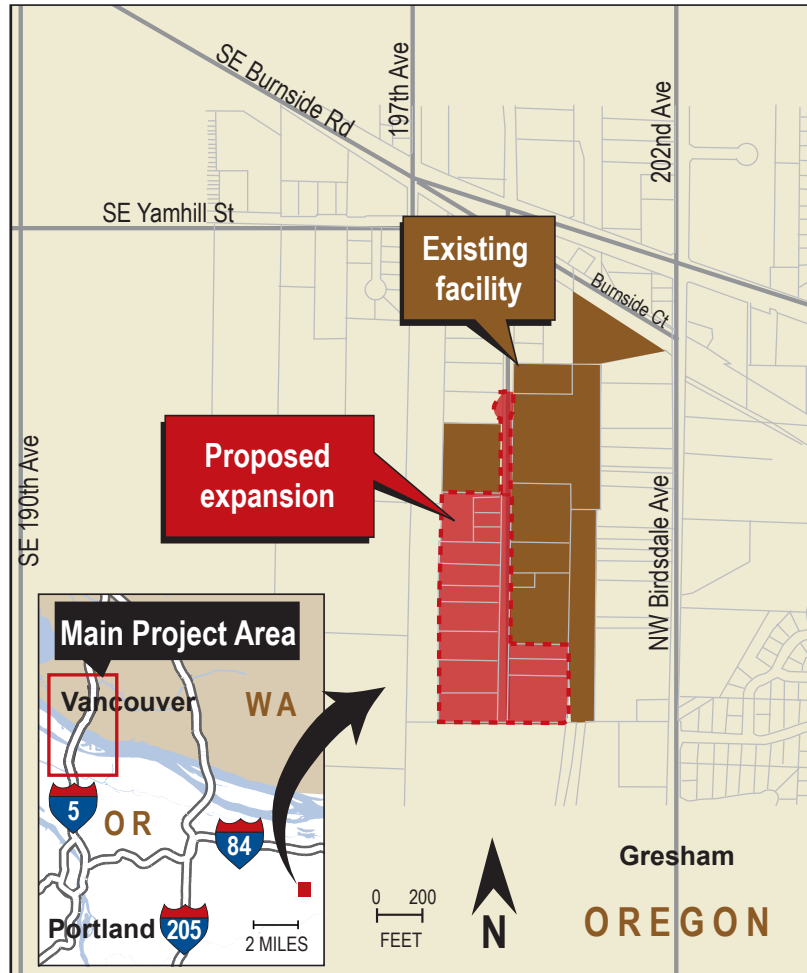 SE Burnside Rd
197th Ave
202nd Ave
SE Yamhill St
Existing
facility
Burnside Ct
Proposed
expansion
SE 190th Ave
NW Birdsdale Ave
Main Project Area
Vancouver
WA
5
OR
84
Portland
205
2 MILES
0 200
FEET
N
Gresham
OREGON